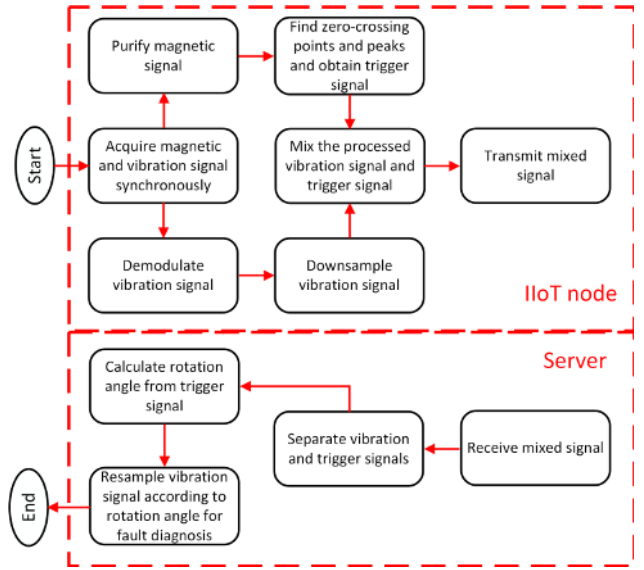 Start
Purify magnetic
signal
Find zero-crossing
points and peaks
and obtain trigger
signal
Acquire magnetic
and vibration signal
synchronously
Mix the processed
vibration signal and
trigger signal
Transmit mixed
signal
Demodulate
vibration signal
Downsample
vibration signal
IIoT node
Server
Calculate rotation
angle from trigger
signal
Separate vibration
and trigger signals
Receive mixed signal
Resample vibration
signal according to
rotation angle for
fault diagnosis
End